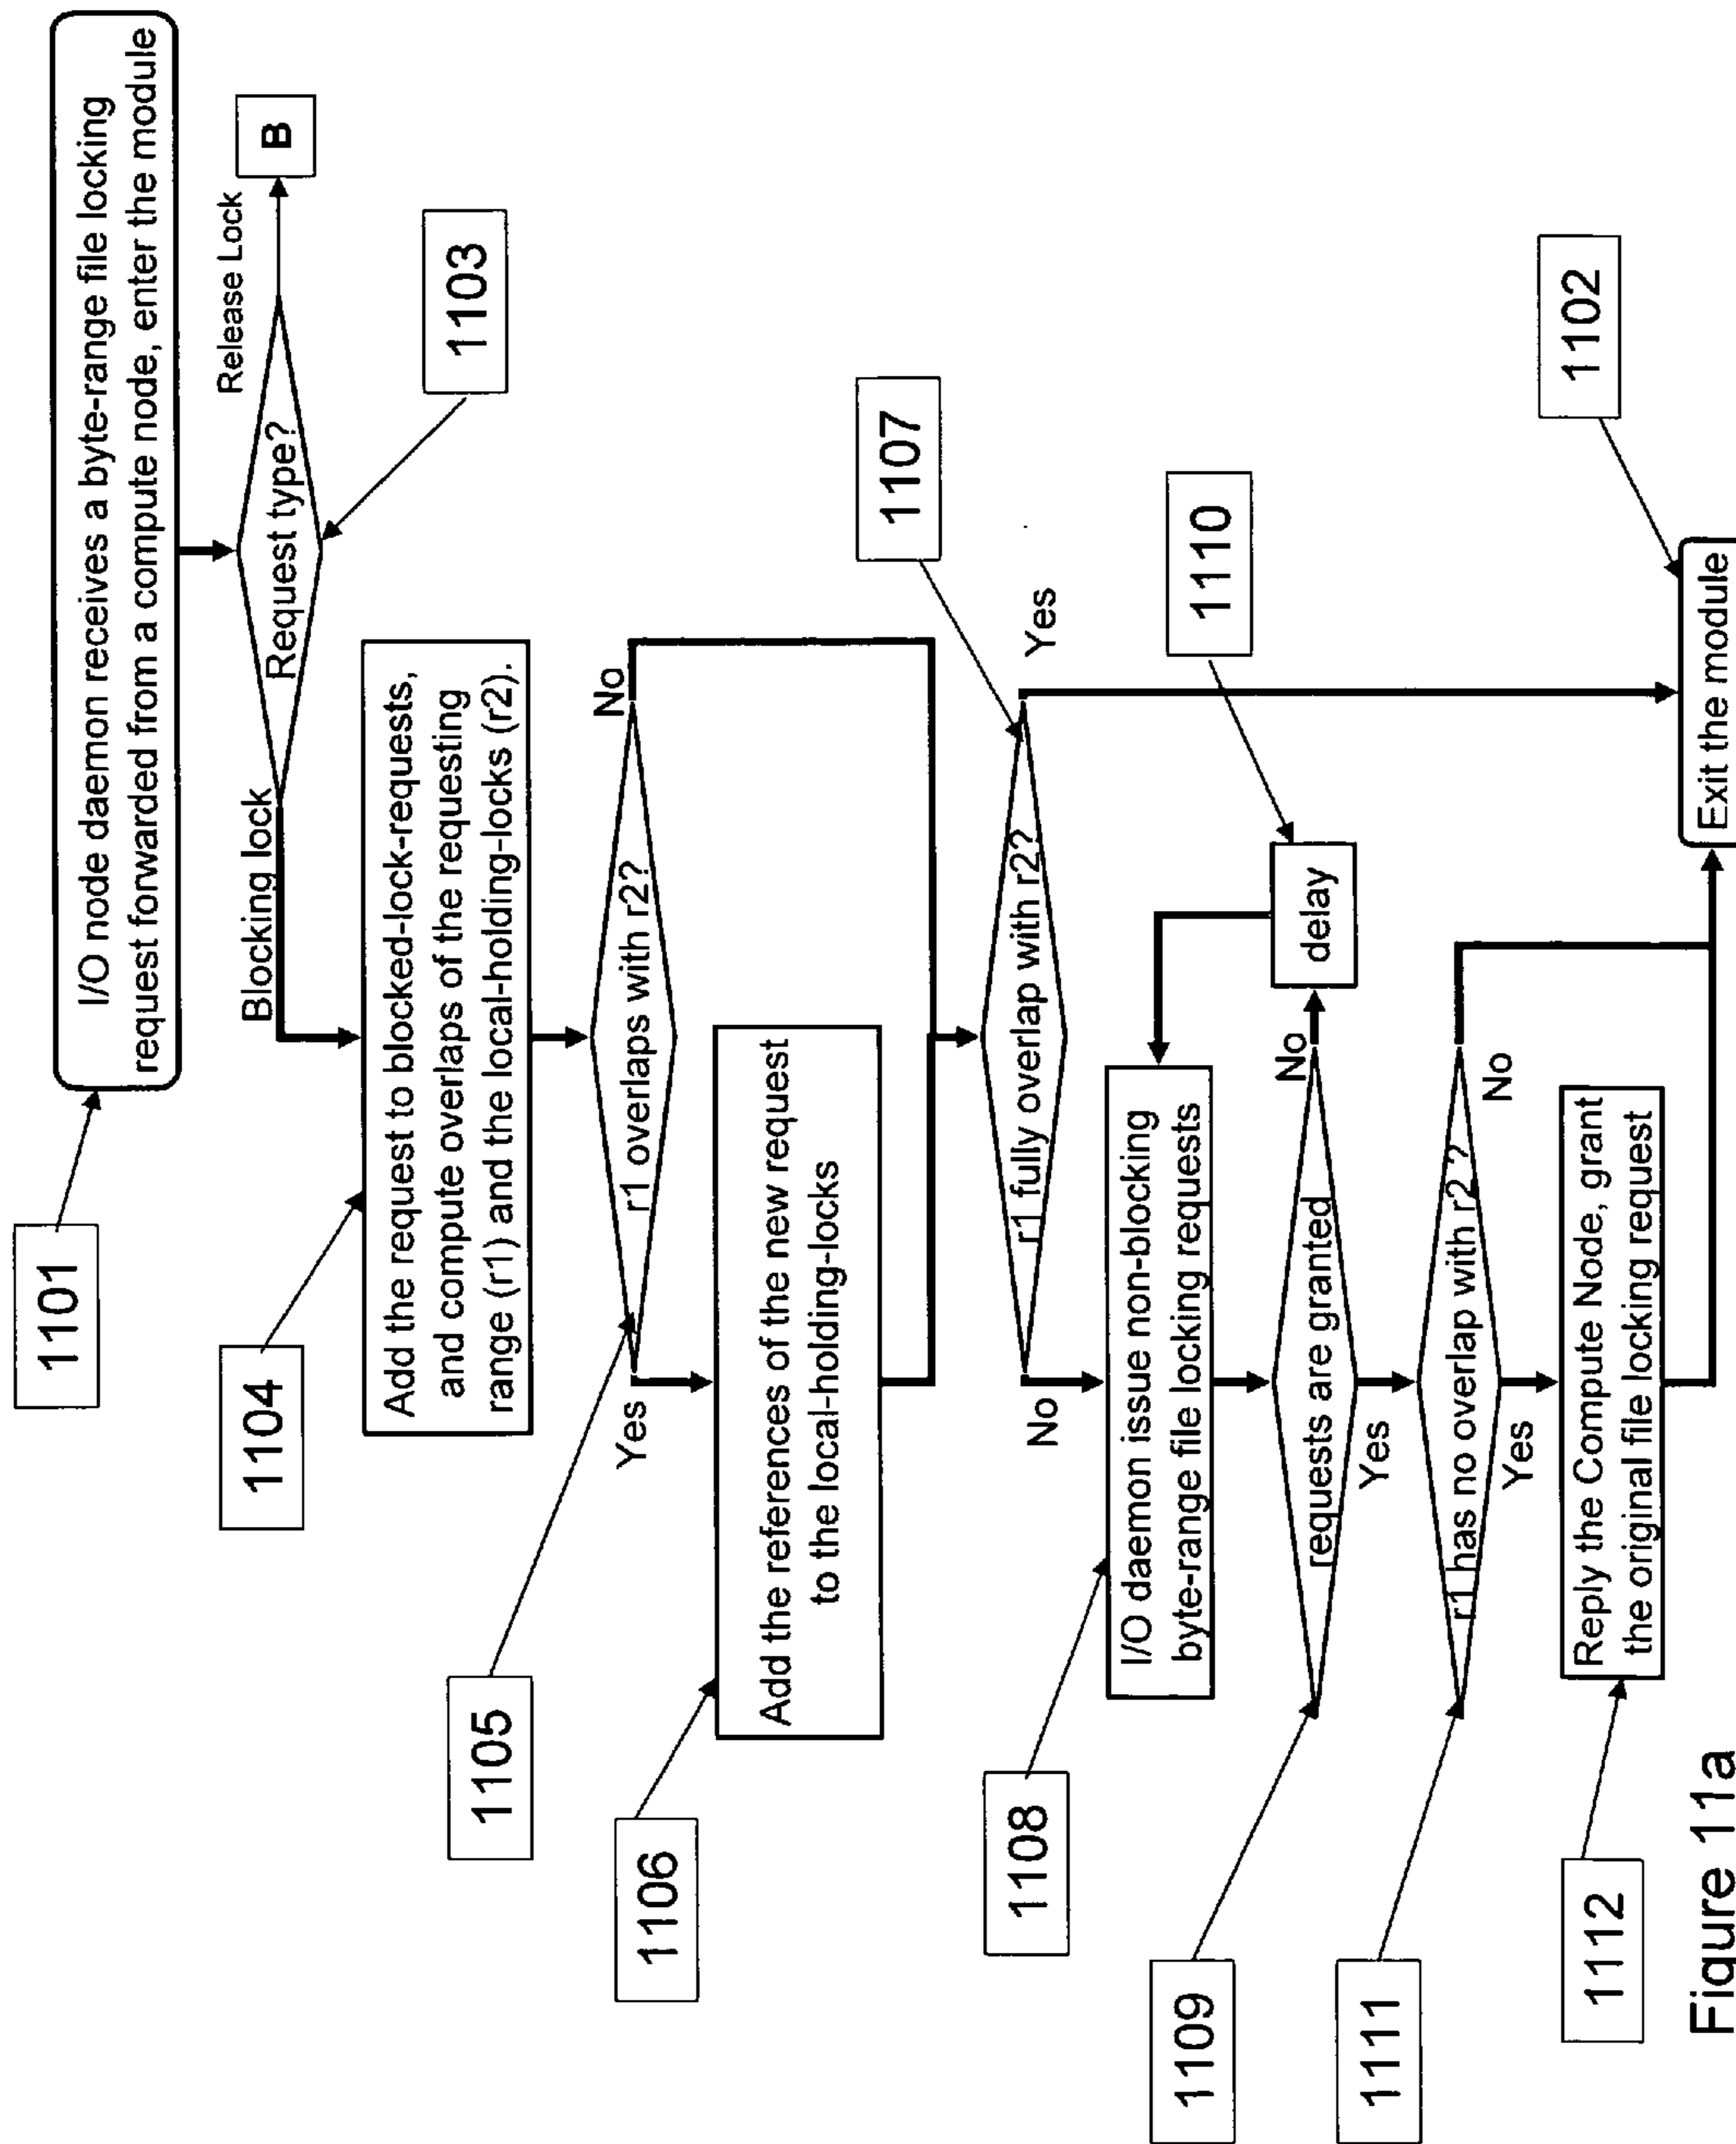 1101
I/O node daemon receives a byte-range file locking
request forwarded from a compute node, enter the module
Request type?
Release Lock
B
1103
Blocking lock
1104
Add the request to blocked-lock-requests,
and compute overlaps of the requesting
range (r1) and the local-holding-locks (r2).
1105
r1 overlaps with r2?
No
Yes
1106
Add the references of the new request
to the local-holding-locks
1107
r1 fully overlap with r2?
Yes
No
1108
I/O daemon issue non-blocking
byte-range file locking requests
1110
delay
1109
requests are granted
No
Yes
1111
r1 has no overlap with r2 ?
No
Yes
1112
Reply the Compute Node, grant
the original file locking request
1102
Exit the module
Figure 11a